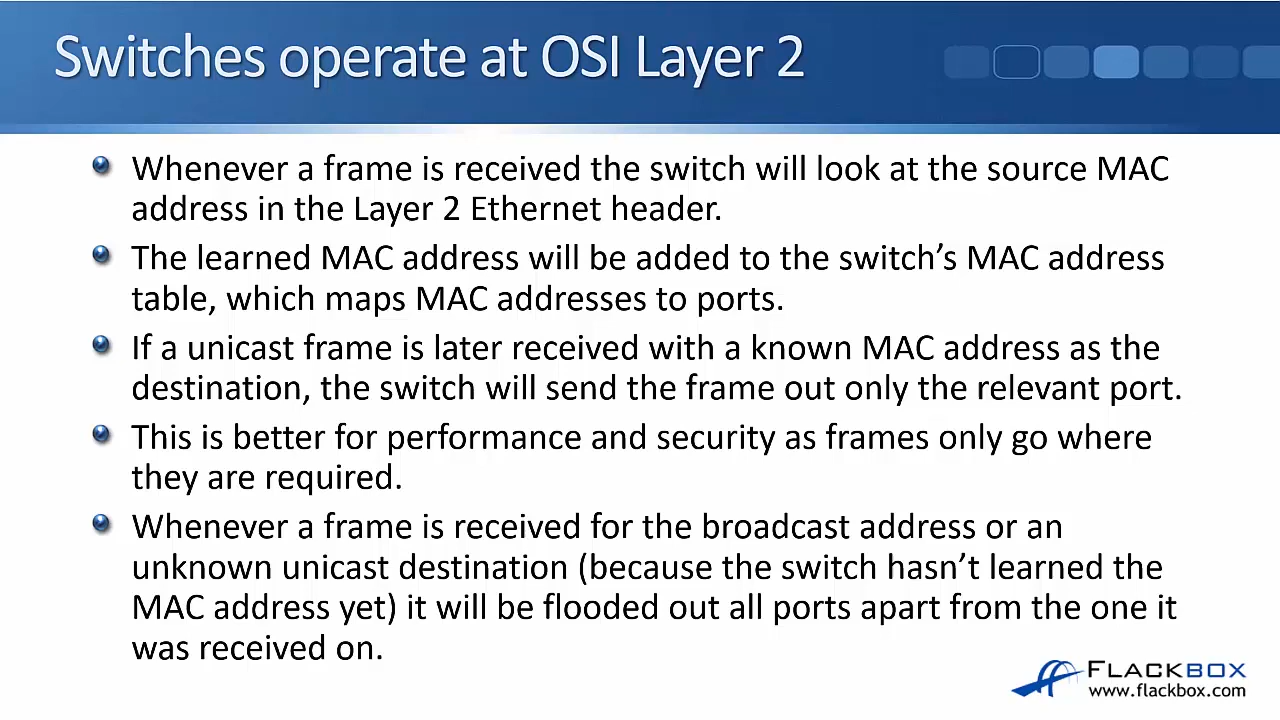 Switches operate at OSI Layer 2
Whenever a frame is received the switch will look at the source MAC
address in the Layer 2 Ethernet header.
The learned MAC address will be added to the switch’s MAC address
table, which maps MAC addresses to ports.
If a unicast frame is later received with a known MAC address as the
destination, the switch will send the frame out only the relevant port.
This is better for performance and security as frames only go where
they are required.
Whenever a frame is received for the broadcast address or an
unknown unicast destination (because the switch hasn’t learned the
MAC address yet) it will be flooded out all ports apart from the one it
was received on.
FLACKBOX
www.flackbox.com